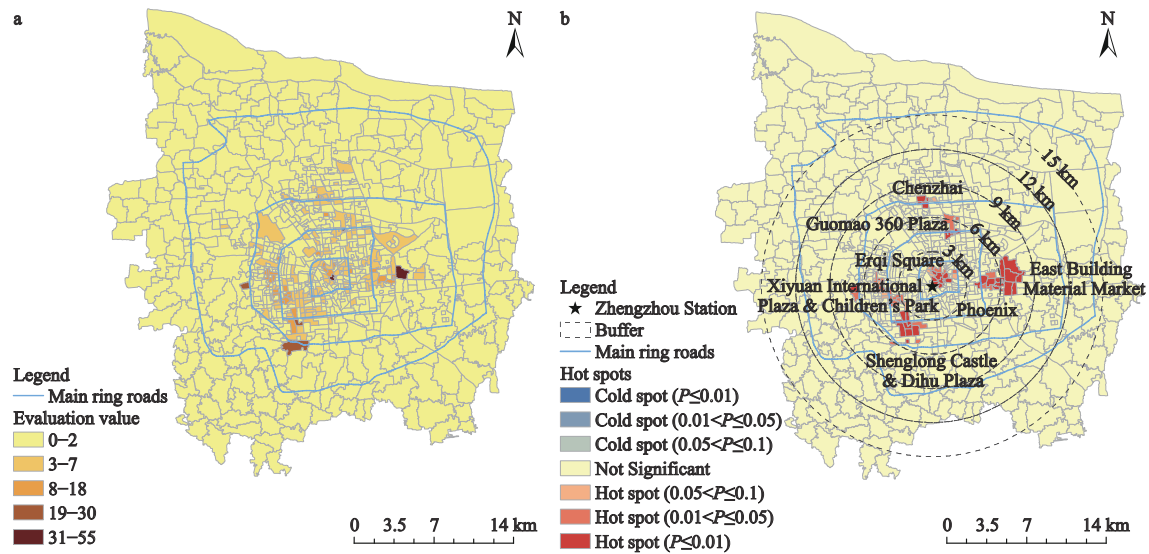 a
N
Legend
Main ring roads
Evaluation value
0−2
3−7
8−18
19−30
31−55
0 3.5 7 14 km
b
N
15 km
12 km
9 km
6 km
3 km
Chenzhai
Guomao 360 Plaza
Erqi Square
Xiyuan International
Plaza & Children's Park
East Building
Material Market
Phoenix
Shenglong Castle
& Dihu Plaza
Legend
Zhengzhou Station
Buffer
Main ring roads
Hot spots
Cold spot (P≤0.01)
Cold spot (0.01<P≤0.05)
Cold spot (0.05<P≤0.1)
Not Significant
Hot spot (0.05<P≤0.1)
Hot spot (0.01<P≤0.05)
Hot spot (P≤0.01)
0 3.5 7 14 km